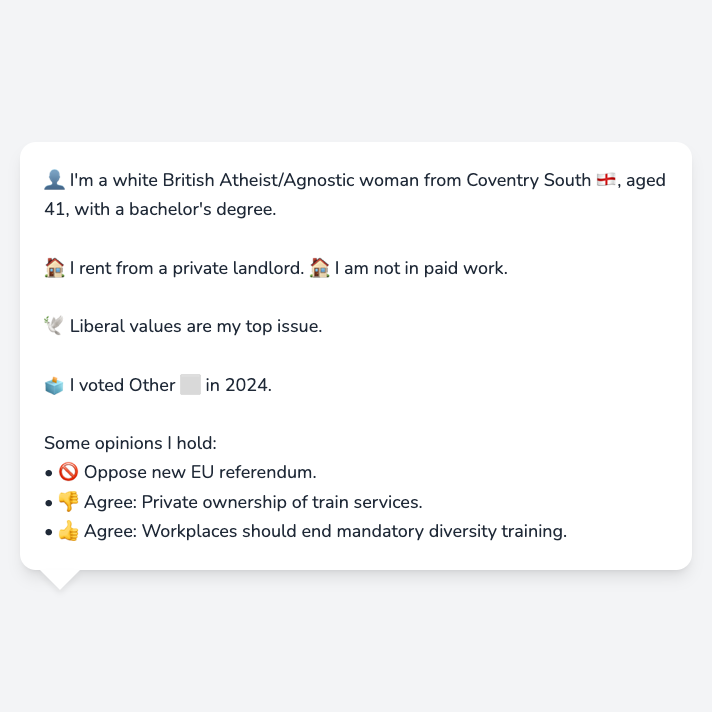 👤 I'm a white British Atheist/Agnostic woman from Coventry South 🏴󠁧󠁢󠁥󠁮󠁧󠁿, aged
41, with a bachelor's degree.
🏠 I rent from a private landlord. 🏠 I am not in paid work.
🕊️ Liberal values are my top issue.
🗳️ I voted Other ⬜ in 2024.
Some opinions I hold:
• 🚫 Oppose new EU referendum.
• 👎 Agree: Private ownership of train services.
• 👍 Agree: Workplaces should end mandatory diversity training.